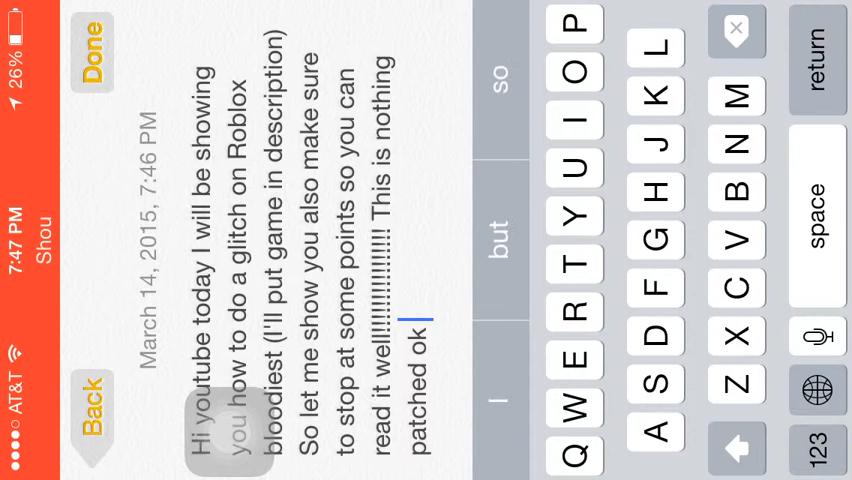 AT&T 7:47 PM 26%
Shou
Back Done
March 14, 2015, 7:46 PM
Hi youtube today I will be showing
you how to do a glitch on Roblox
bloodiest (I'll put game in description)
So let me show you also make sure
to stop at some points so you can
read it well!!!!!!!!!!!!!!!!!! This is nothing
patched ok
I but so
Q W E R T Y U I O P
A S D F G H J K L
Z X C V B N M
123 space return